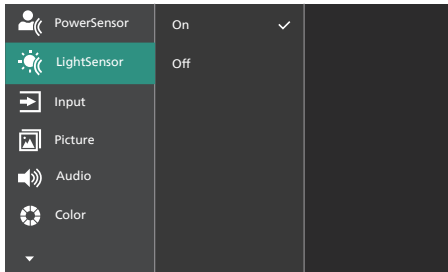 PowerSensor
LightSensor
Input
Picture
Audio
Color
On
Off